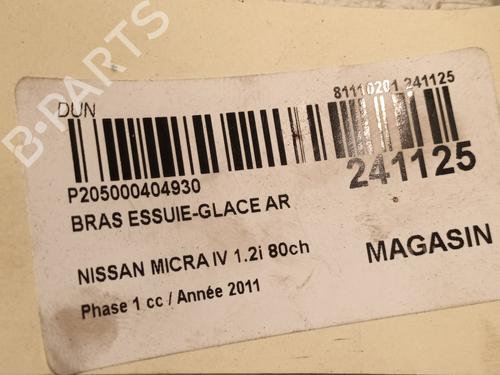 B-PARTS
DUN
81110201 241125
P205000404930
241125
BRAS ESSUIE-GLACE AR
NISSAN MICRA IV 1.2i 80ch
MAGASIN
Phase 1 cc / Année 2011